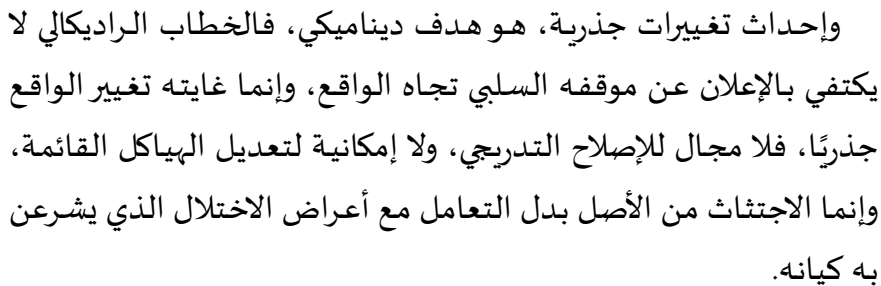 وإحداث تغييرات جذرية، هو هدف ديناميكي، فالخطاب الراديكالي لا
يكتفي بالإعلان عن موقفه السلبي تجاه الواقع، وإنما غايته تغيير الواقع
جذريًا، فلا مجال للإصلاح التدريجي، ولا إمكانية لتعديل الهياكل القائمة،
وإنما الاجتثاث من الأصل بدل التعامل مع أعراض الاختلال الذي يشرعن
به كيانه.